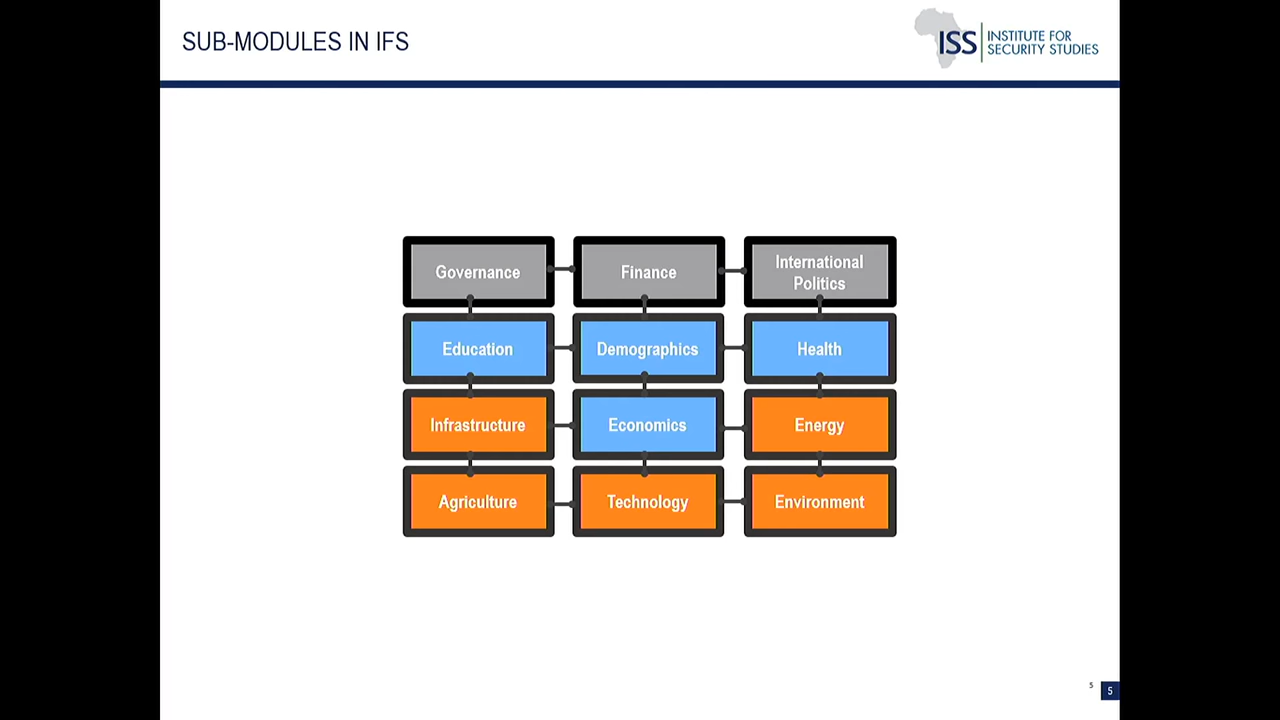 SUB-MODULES IN IFS
ISS
INSTITUTE FOR
SECURITY STUDIES
Governance
Finance
International
Politics
Education
Demographics
Health
Infrastructure
Economics
Energy
Agriculture
Technology
Environment
5
5